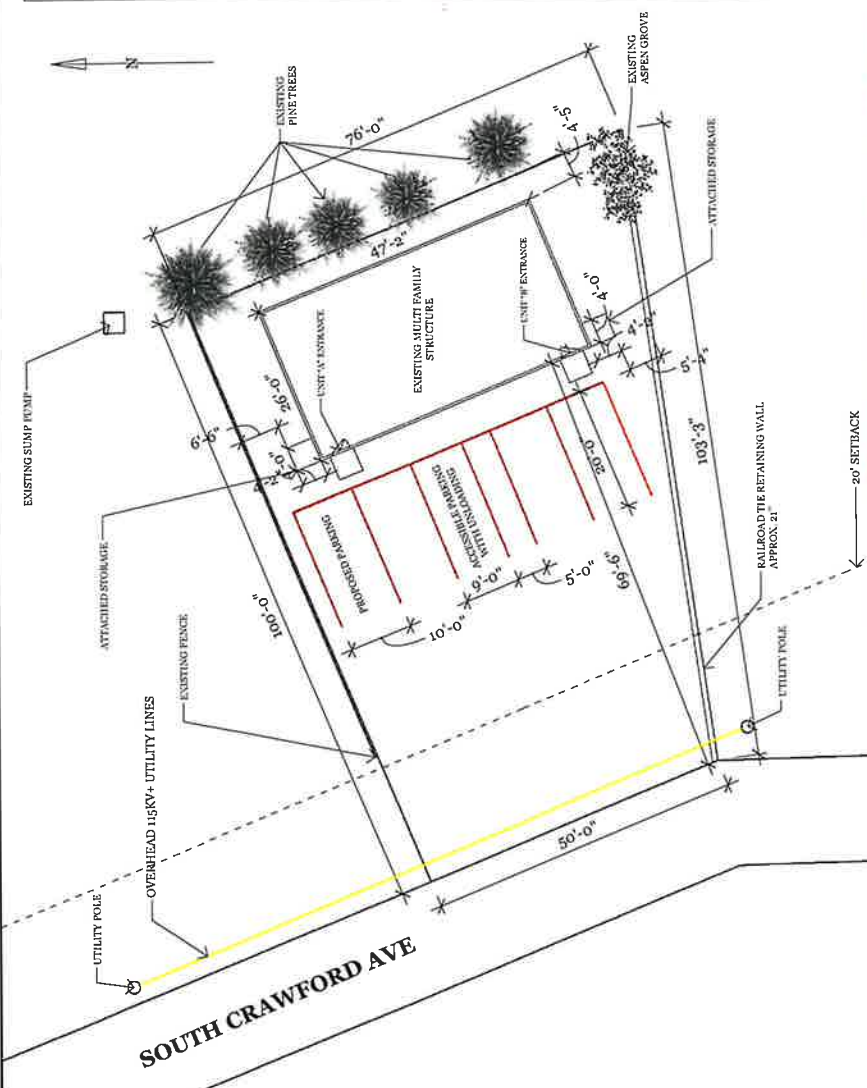 N
EXISTING
PINE TREES
76'-0"
EXISTING
ASPEN GROVE
4'-5"
EXISTING SUMP PUMP
47'-2"
ATTACHED STORAGE
UNIT "B" ENTRANCE
EXISTING MULTI FAMILY
STRUCTURE
UNIT "A" ENTRANCE
26'-0"
6'-6"
4'-0"
5'-4"
ATTACHED STORAGE
20'-0"
103'-3"
PROPOSED PARKING
ACCESSIBLE PARKING
WITH UNLOADING
9'-0"
5'-0"
10'-0"
69'-6"
100'-0"
EXISTING FENCE
RAILROAD TIE RETAINING WALL
APPROX. 21"
20' SETBACK
OVERHEAD 115KV+ UTILITY LINES
UTILITY POLE
UTILITY POLE
50'-0"
SOUTH CRAWFORD AVE